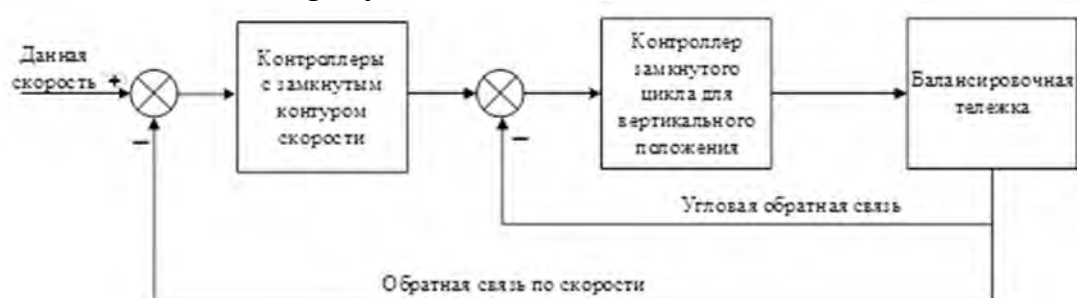 Данная
скорость +
Контроллеры
с замкнутым
контуром
скорости
Контроллер
замкнутого
цикла для
вертикального
положения
Балансировочная
тележка
Угловая обратная связь
Обратная связь по скорости